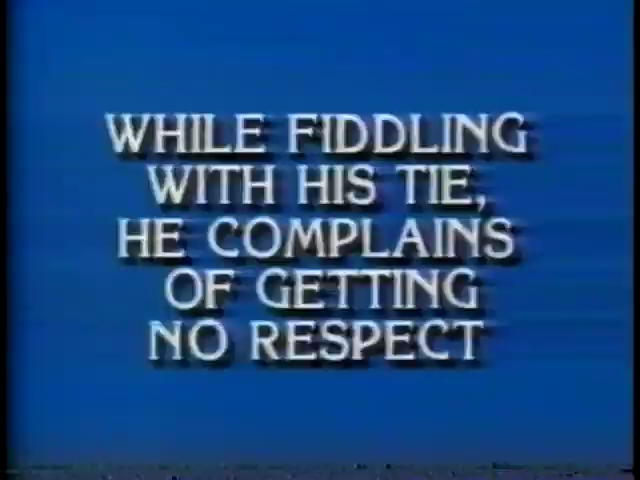 WHILE FIDDLING
WITH HIS TIE,
HE COMPLAINS
OF GETTING
NO RESPECT